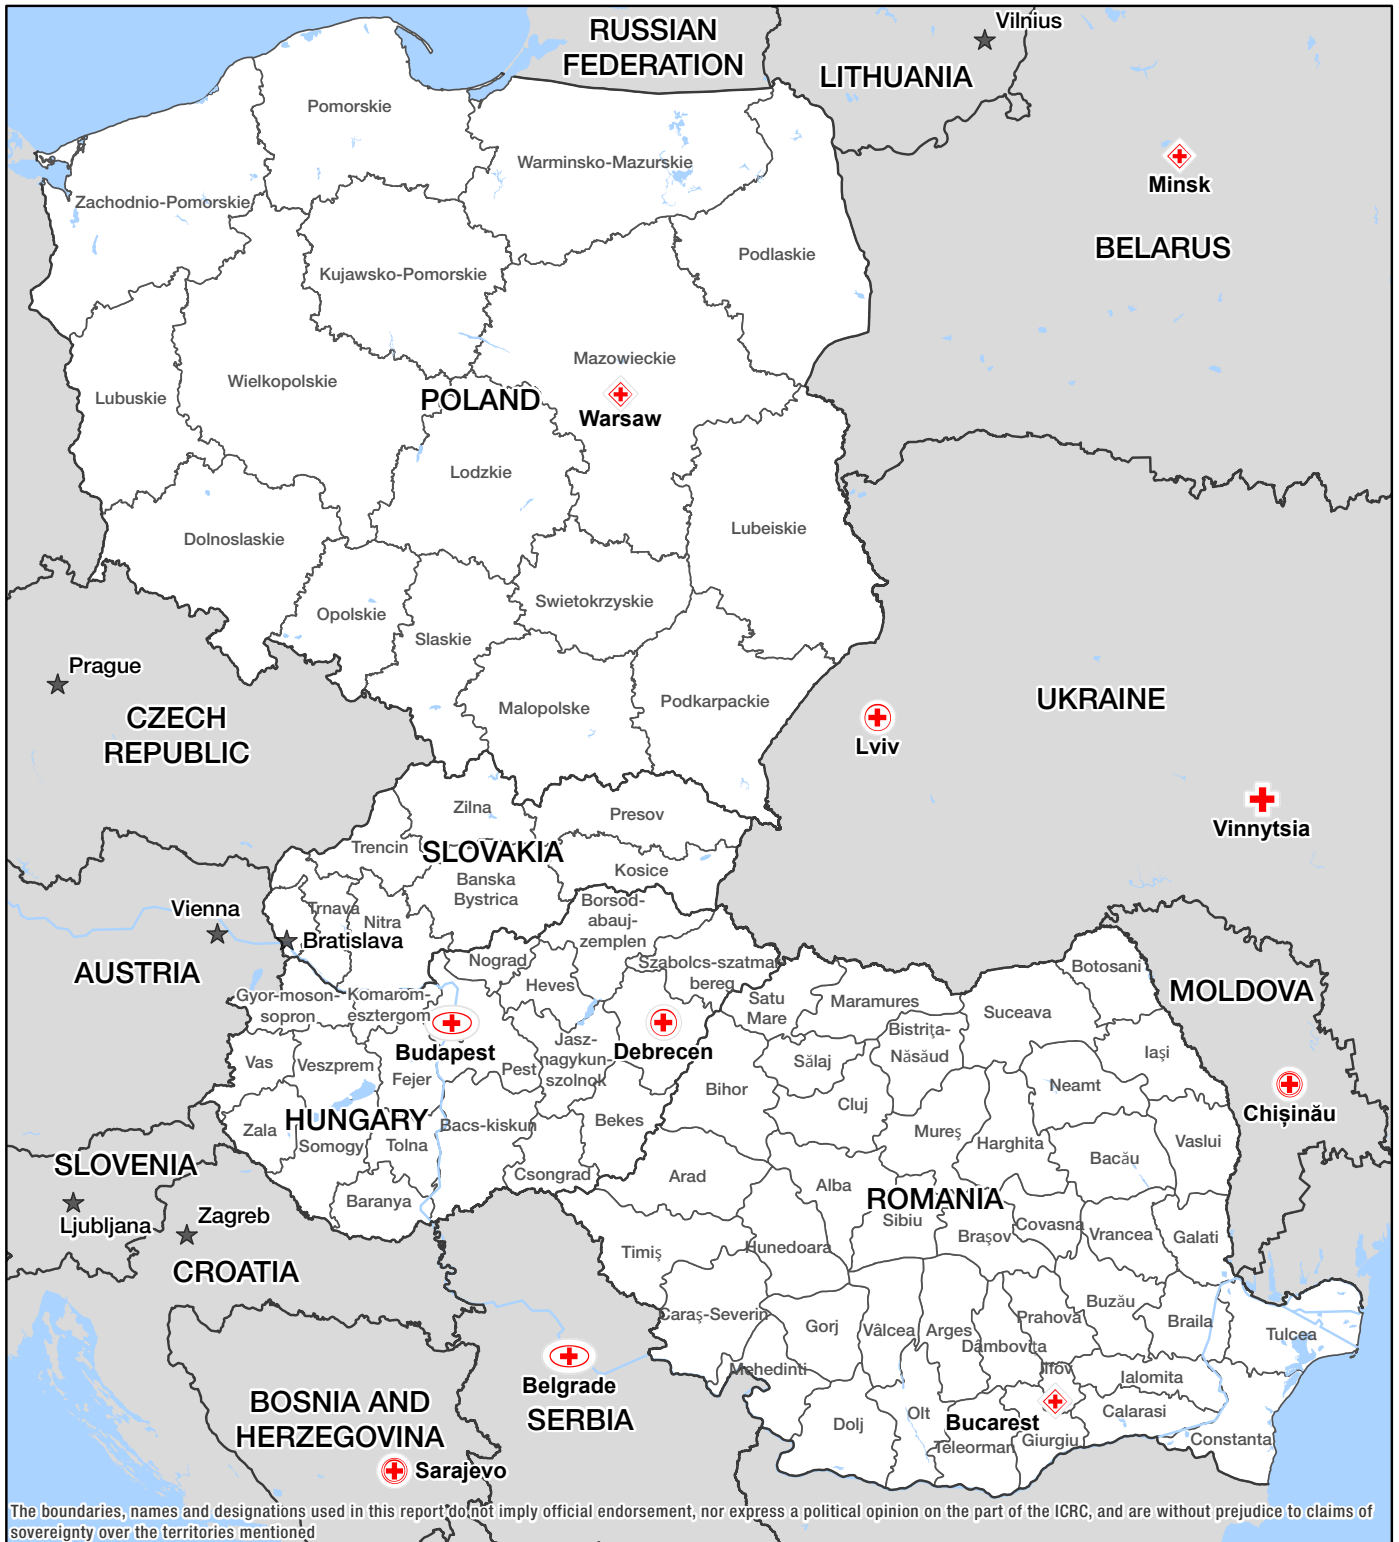 RUSSIAN
FEDERATION
Vilnius
LITHUANIA
Pomorskie
Warminsko-Mazurskie
Minsk
Zachodnio-Pomorskie
BELARUS
Podlaskie
Kujawsko-Pomorskie
Mazowieckie
Wielkopolskie
Lubuskie
POLAND
Warsaw
Lodzkie
Lubeiskie
Dolnoslaskie
Swietokrzyskie
Opolskie
Slaskie
Prague
UKRAINE
Podkarpackie
Malopolske
CZECH
REPUBLIC
Lviv
Zilna
Presov
Vinnytsia
Trencin
SLOVAKIA
Kosice
Banska
Bystrica
Borsod-
abauj-
zemplen
Vienna
Trnava
Nitra
Bratislava
Nograd
Szabolcs-szatmar
bereg
Botosani
AUSTRIA
Heves
MOLDOVA
Gyor-moson-
sopron
Komarom-
esztergom
Satu
Mare
Maramures
Suceava
Bistriţa-
Năsăud
Budapest
Debrecen
Jasz-
nagykun-
szolnok
Iaşi
Vas
Veszprem
Fejer
Pest
Sălaj
Bihor
Neamt
Cluj
Chișinău
HUNGARY
Bacs-kiskun
Bekes
Zala
Somogy
Tolna
Mureş
Harghita
Vaslui
Bacău
SLOVENIA
Csongrad
Arad
Alba
ROMANIA
Baranya
Ljubljana
Zagreb
Sibiu
Covasna
Braşov
Vrancea
Galati
Timiş
Hunedoara
CROATIA
Buzău
Caraş-Severin
Gorj
Vâlcea
Arges
Prahova
Braila
Tulcea
Dâmboviţa
Mehedinti
Ilfov
Ialomita
Belgrade
BOSNIA AND
HERZEGOVINA
SERBIA
Dolj
Olt
Bucarest
Calarasi
Teleorman
Giurgiu
Constanta
Sarajevo
The boundaries, names and designations used in this report do not imply official endorsement, nor express a political opinion on the part of the ICRC, and are without prejudice to claims of
sovereignty over the territories mentioned